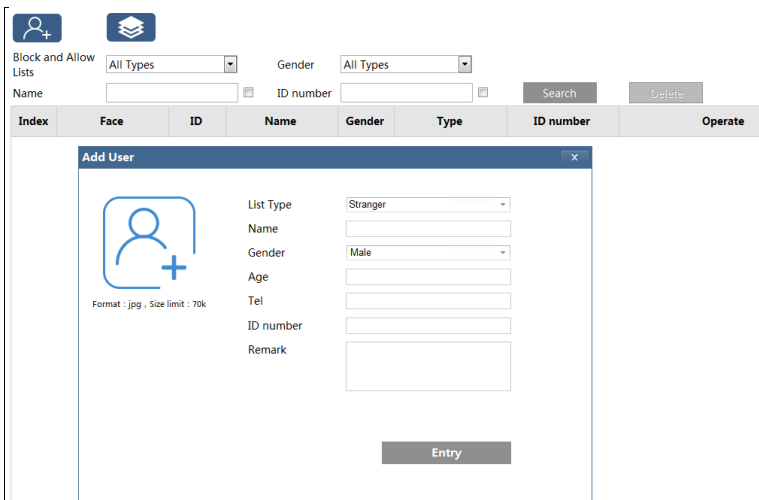 Block and Allow Lists All Types Gender All Types
Name ID number Search Delete
Index Face ID Name Gender Type ID number Operate
Add User x
List Type Stranger
Name
Gender Male
Age
Format : jpg , Size limit : 70k
Tel
ID number
Remark
Entry